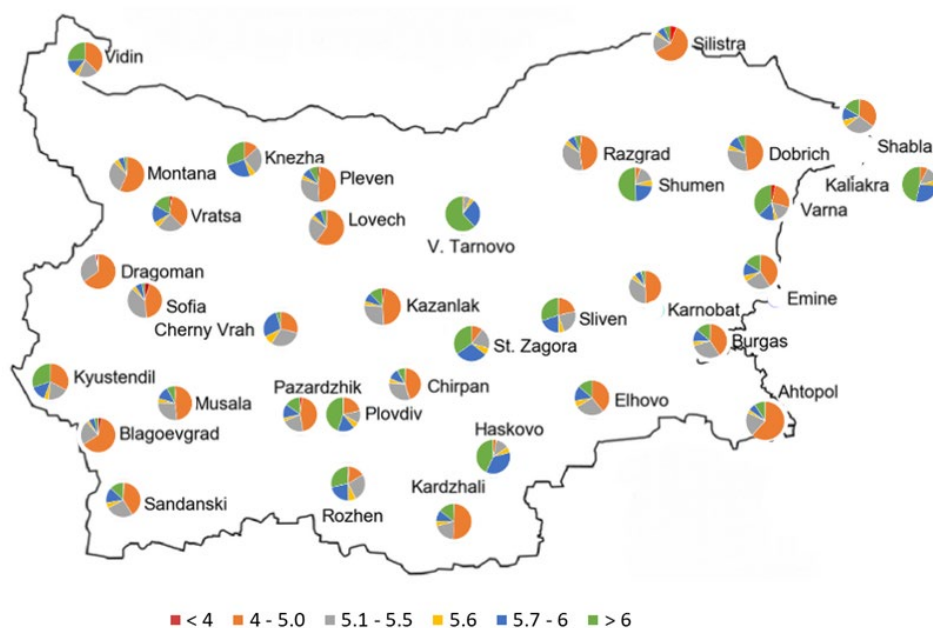 Vidin
Silistra
Shabla
Knezha
Razgrad
Dobrich
Montana
Pleven
Shumen
Kaliakra
Vratsa
Lovech
Varna
V. Tarnovo
Dragoman
Emine
Sofia
Kazanlak
Karnobat
Cherny Vrah
Sliven
St. Zagora
Burgas
Kyustendil
Chirpan
Pazardzhik
Musala
Plovdiv
Elhovo
Ahtopol
Blagoevgrad
Haskovo
Kardzhali
Sandanski
Rozhen
< 4 4 - 5.0 5.1 - 5.5 5.6 5.7 - 6 > 6